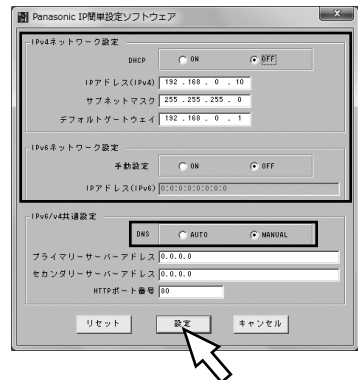 Panasonic IP簡単設定ソフトウェア
IPv4ネットワーク設定
DHCP ON OFF
IPアドレス(IPv4) 192 . 168 . 0 . 10
サブネットマスク 255 . 255 . 255 . 0
デフォルトゲートウェイ 192 . 168 . 0 . 1
IPv6ネットワーク設定
手動設定 ON OFF
IPアドレス(IPv6) 0:0:0:0:0:0:0:0
IPv6/v4共通設定
DNS AUTO MANUAL
プライマリーサーバーアドレス 0.0.0.0
セカンダリーサーバーアドレス 0.0.0.0
HTTPポート番号 80
リセット 設定 キャンセル